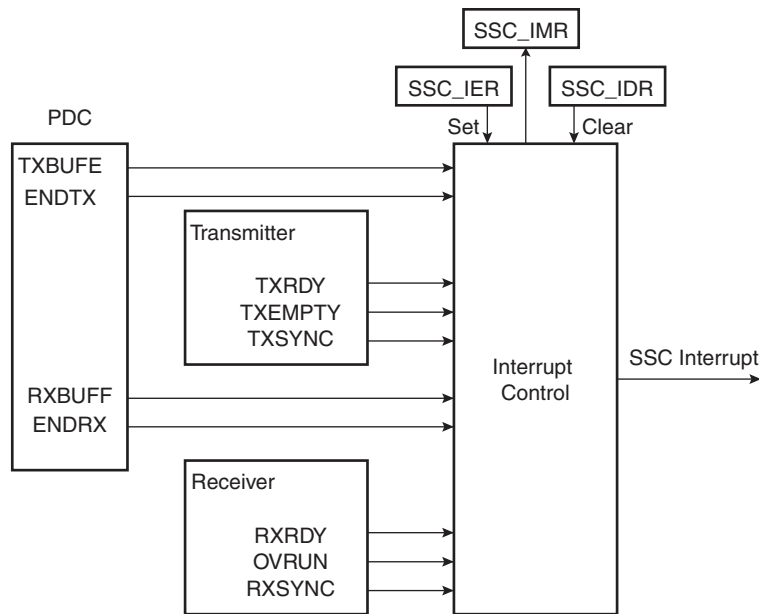 SSC_IMR
SSC_IER
SSC_IDR
PDC
Set
Clear
TXBUFE
ENDTX
Transmitter
TXRDY
TXEMPTY
TXSYNC
SSC Interrupt
Interrupt
Control
RXBUFF
ENDRX
Receiver
RXRDY
OVRUN
RXSYNC